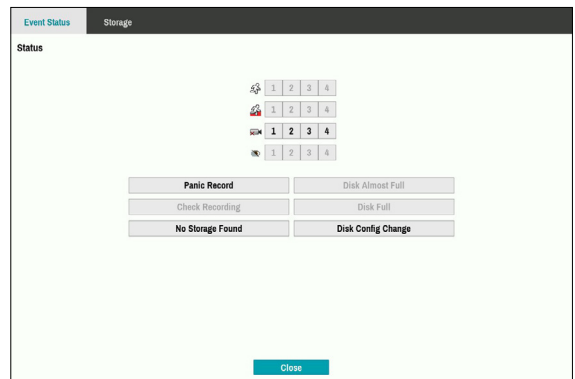 Event Status Storage
Status
1 2 3 4
1 2 3 4
1 2 3 4
1 2 3 4
Panic Record Disk Almost Full
Check Recording Disk Full
No Storage Found Disk Config Change
Close